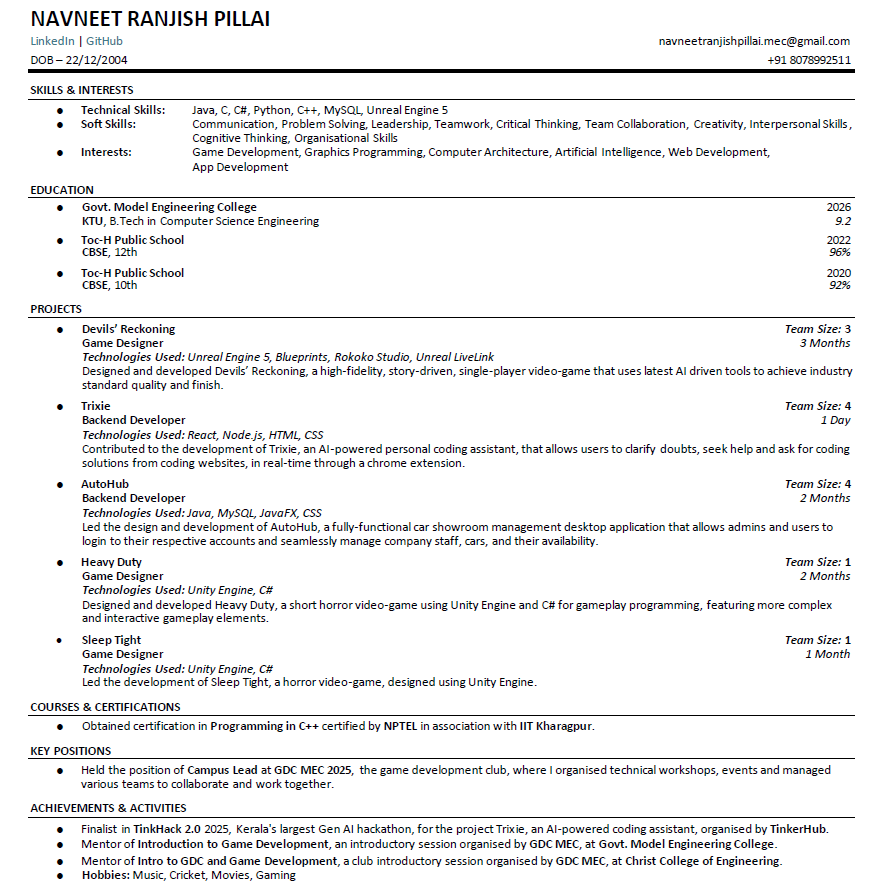 NAVNEET RANJISH PILLAI
LinkedIn | GitHub navneetranjishpillai.mec@gmail.com
DOB – 22/12/2004 +91 8078992511
SKILLS & INTERESTS
● Technical Skills: Java, C, C#, Python, C++, MySQL, Unreal Engine 5
● Soft Skills: Communication, Problem Solving, Leadership, Teamwork, Critical Thinking, Team Collaboration, Creativity, Interpersonal Skills,
Cognitive Thinking, Organisational Skills
● Interests: Game Development, Graphics Programming, Computer Architecture, Artificial Intelligence, Web Development,
App Development
EDUCATION
● Govt. Model Engineering College 2026
KTU, B.Tech in Computer Science Engineering 9.2
● Toc-H Public School 2022
CBSE, 12th 96%
● Toc-H Public School 2020
CBSE, 10th 92%
PROJECTS
● Devils’ Reckoning Team Size: 3
Game Designer 3 Months
Technologies Used: Unreal Engine 5, Blueprints, Rokoko Studio, Unreal LiveLink
Designed and developed Devils’ Reckoning, a high-fidelity, story-driven, single-player video-game that uses latest AI driven tools to achieve industry
standard quality and finish.
● Trixie Team Size: 4
Backend Developer 1 Day
Technologies Used: React, Node.js, HTML, CSS
Contributed to the development of Trixie, an AI-powered personal coding assistant, that allows users to clarify doubts, seek help and ask for coding
solutions from coding websites, in real-time through a chrome extension.
● AutoHub Team Size: 4
Backend Developer 2 Months
Technologies Used: Java, MySQL, JavaFX, CSS
Led the design and development of AutoHub, a fully-functional car showroom management desktop application that allows admins and users to
login to their respective accounts and seamlessly manage company staff, cars, and their availability.
● Heavy Duty Team Size: 1
Game Designer 2 Months
Technologies Used: Unity Engine, C#
Designed and developed Heavy Duty, a short horror video-game using Unity Engine and C# for gameplay programming, featuring more complex
and interactive gameplay elements.
● Sleep Tight Team Size: 1
Game Designer 1 Month
Technologies Used: Unity Engine, C#
Led the development of Sleep Tight, a horror video-game, designed using Unity Engine.
COURSES & CERTIFICATIONS
● Obtained certification in Programming in C++ certified by NPTEL in association with IIT Kharagpur.
KEY POSITIONS
● Held the position of Campus Lead at GDC MEC 2025, the game development club, where I organised technical workshops, events and managed
various teams to collaborate and work together.
ACHIEVEMENTS & ACTIVITIES
● Finalist in TinkHack 2.0 2025, Kerala's largest Gen AI hackathon, for the project Trixie, an AI-powered coding assistant, organised by TinkerHub.
● Mentor of Introduction to Game Development, an introductory session organised by GDC MEC, at Govt. Model Engineering College.
● Mentor of Intro to GDC and Game Development, a club introductory session organised by GDC MEC, at Christ College of Engineering.
● Hobbies: Music, Cricket, Movies, Gaming